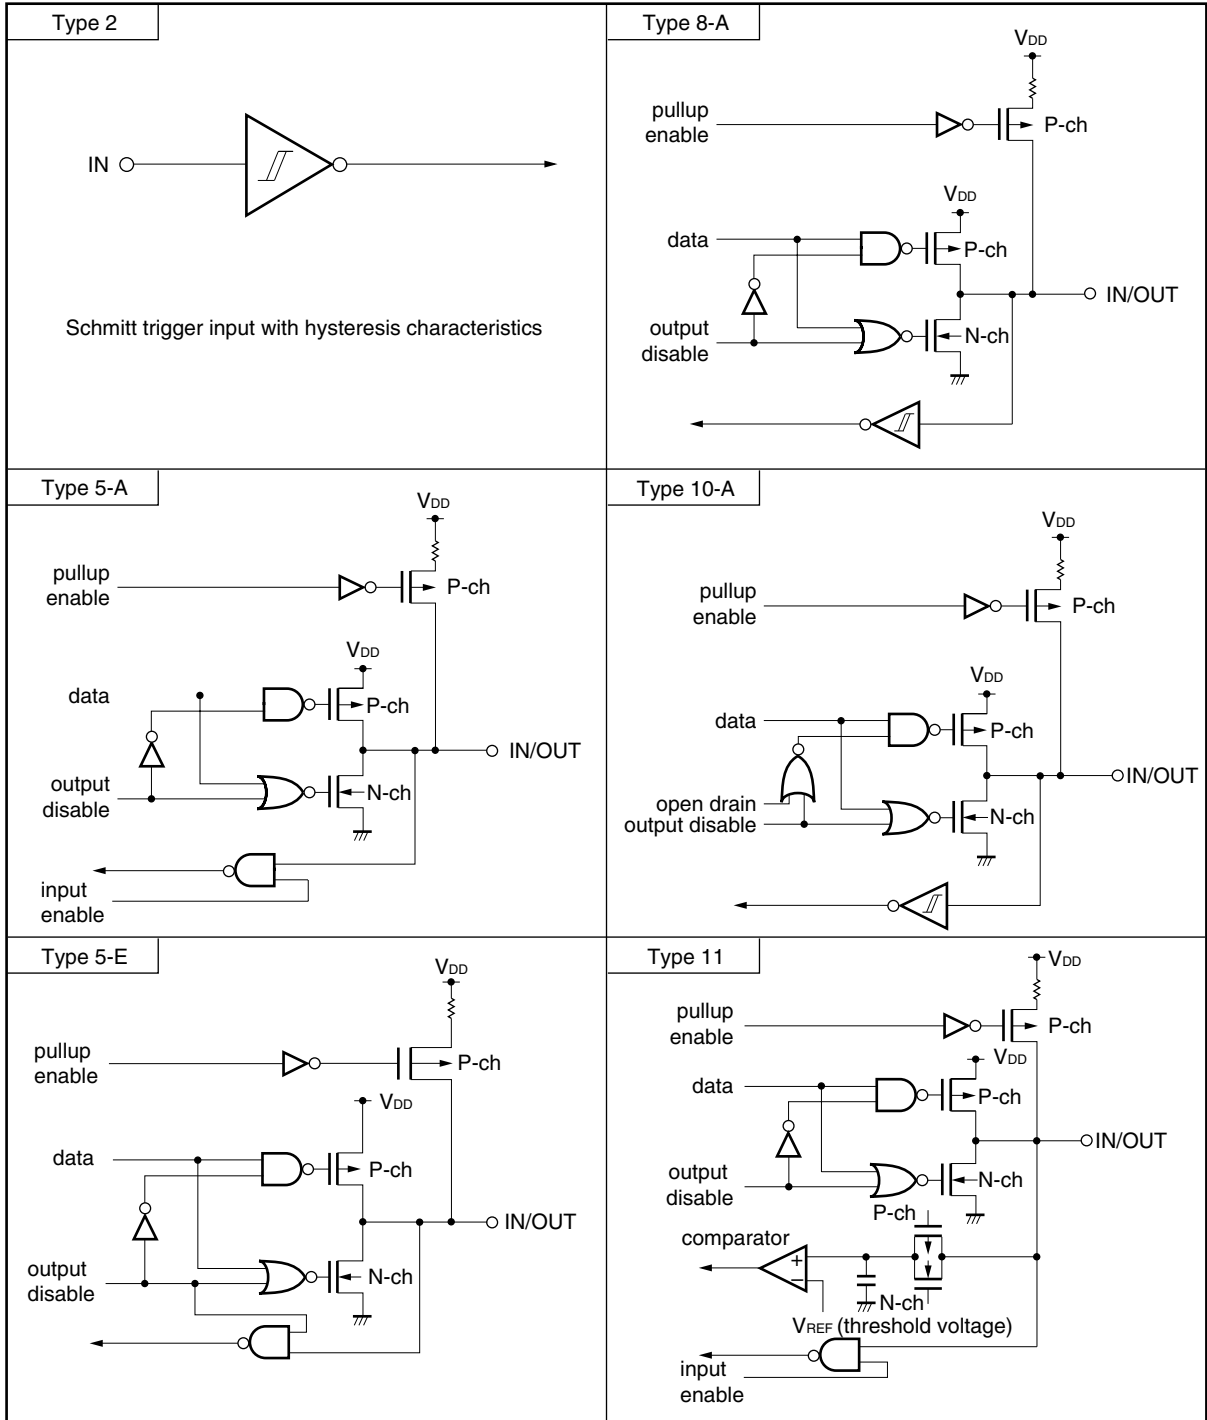 Type 2
IN
Schmitt trigger input with hysteresis characteristics
Type 8-A
VDD
pullup
enable
P-ch
VDD
data
P-ch
IN/OUT
output
disable
N-ch
Type 5-A
VDD
pullup
enable
P-ch
VDD
data
P-ch
IN/OUT
output
disable
N-ch
input
enable
Type 10-A
VDD
pullup
enable
P-ch
VDD
data
P-ch
IN/OUT
open drain
output disable
N-ch
Type 5-E
VDD
pullup
enable
P-ch
VDD
data
P-ch
IN/OUT
output
disable
N-ch
Type 11
VDD
pullup
enable
P-ch
VDD
data
P-ch
IN/OUT
output
disable
N-ch
P-ch
comparator
+
−
N-ch
VREF (threshold voltage)
input
enable